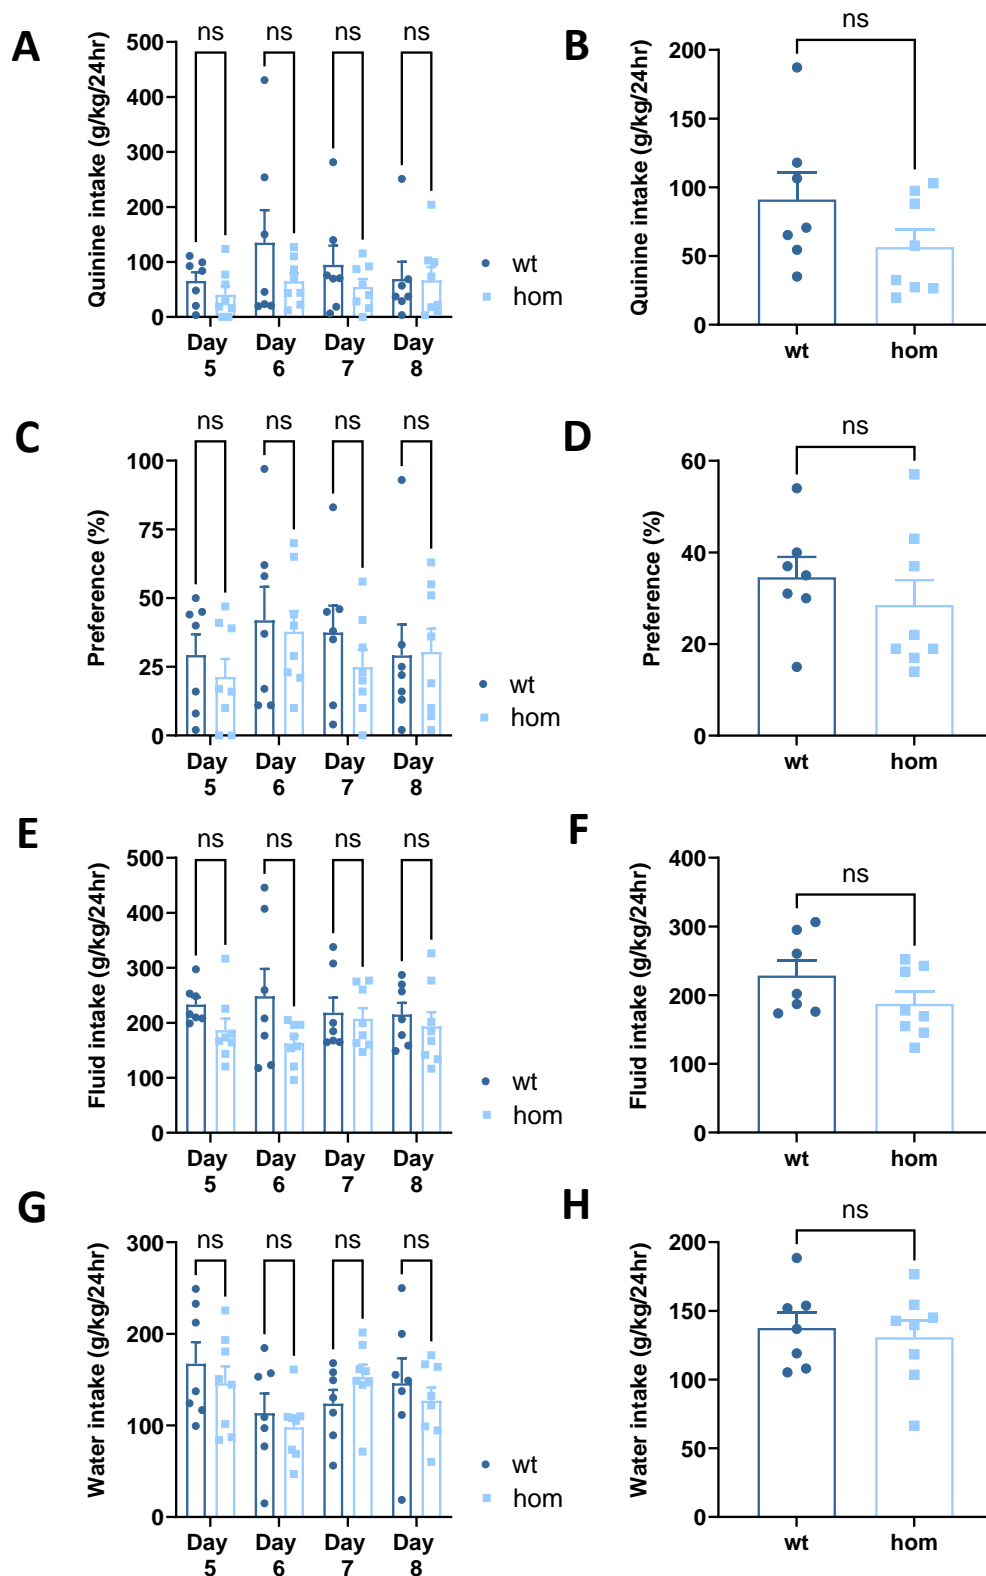 A
Quinine intake (g/kg/24hr)
500
400
300
200
100
0
ns ns ns ns
Day 5
Day 6
Day 7
Day 8
wt
hom
B
Quinine intake (g/kg/24hr)
200
150
100
50
0
ns
wt hom
C
Preference (%)
100
75
50
25
0
ns ns ns ns
Day 5
Day 6
Day 7
Day 8
wt
hom
D
Preference (%)
60
40
20
0
ns
wt hom
E
Fluid intake (g/kg/24hr)
500
400
300
200
100
0
ns ns ns ns
Day 5
Day 6
Day 7
Day 8
wt
hom
F
Fluid intake (g/kg/24hr)
400
300
200
100
0
ns
wt hom
G
Water intake (g/kg/24hr)
300
200
100
0
ns ns ns ns
Day 5
Day 6
Day 7
Day 8
wt
hom
H
Water intake (g/kg/24hr)
200
150
100
50
0
ns
wt hom